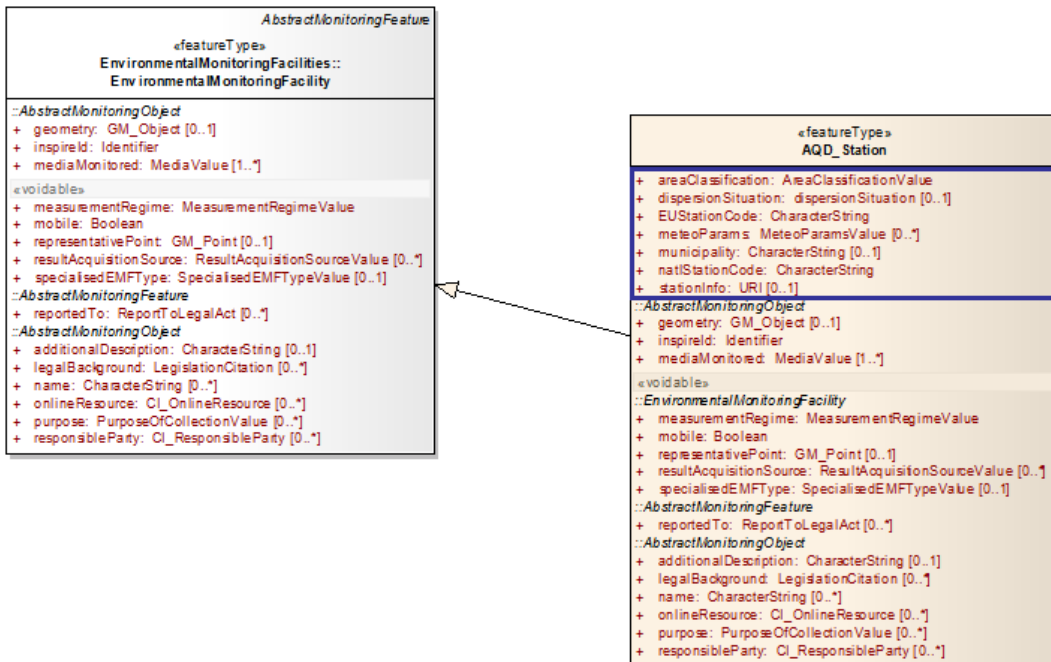 AbstractMonitoringFeature
«featureType»
EnvironmentalMonitoringFacilities::
EnvironmentalMonitoringFacility
::AbstractMonitoringObject
+ geometry: GM_Object [0..1]
+ inspireId: Identifier
+ mediaMonitored: MediaValue [1..*]
«voidable»
+ measurementRegime: MeasurementRegimeValue
+ mobile: Boolean
+ representativePoint: GM_Point [0..1]
+ resultAcquisitionSource: ResultAcquisitionSourceValue [0..*]
+ specialisedEMFType: SpecialisedEMFTypeValue [0..1]
::AbstractMonitoringFeature
+ reportedTo: ReportToLegalAct [0..*]
::AbstractMonitoringObject
+ additionalDescription: CharacterString [0..1]
+ legalBackground: LegislationCitation [0..*]
+ name: CharacterString [0..*]
+ onlineResource: CI_OnlineResource [0..*]
+ purpose: PurposeOfCollectionValue [0..*]
+ responsibleParty: CI_ResponsibleParty [0..*]
«featureType»
AQD_Station
+ areaClassification: AreaClassificationValue
+ dispersionSituation: dispersionSituation [0..1]
+ EUStationCode: CharacterString
+ meteoParams: MeteoParamsValue [0..*]
+ municipality: CharacterString [0..1]
+ natlStationCode: CharacterString
+ stationInfo: URI [0..1]
::AbstractMonitoringObject
+ geometry: GM_Object [0..1]
+ inspireId: Identifier
+ mediaMonitored: MediaValue [1..*]
«voidable»
::EnvironmentalMonitoringFacility
+ measurementRegime: MeasurementRegimeValue
+ mobile: Boolean
+ representativePoint: GM_Point [0..1]
+ resultAcquisitionSource: ResultAcquisitionSourceValue [0..*]
+ specialisedEMFType: SpecialisedEMFTypeValue [0..1]
::AbstractMonitoringFeature
+ reportedTo: ReportToLegalAct [0..*]
::AbstractMonitoringObject
+ additionalDescription: CharacterString [0..1]
+ legalBackground: LegislationCitation [0..*]
+ name: CharacterString [0..*]
+ onlineResource: CI_OnlineResource [0..*]
+ purpose: PurposeOfCollectionValue [0..*]
+ responsibleParty: CI_ResponsibleParty [0..*]